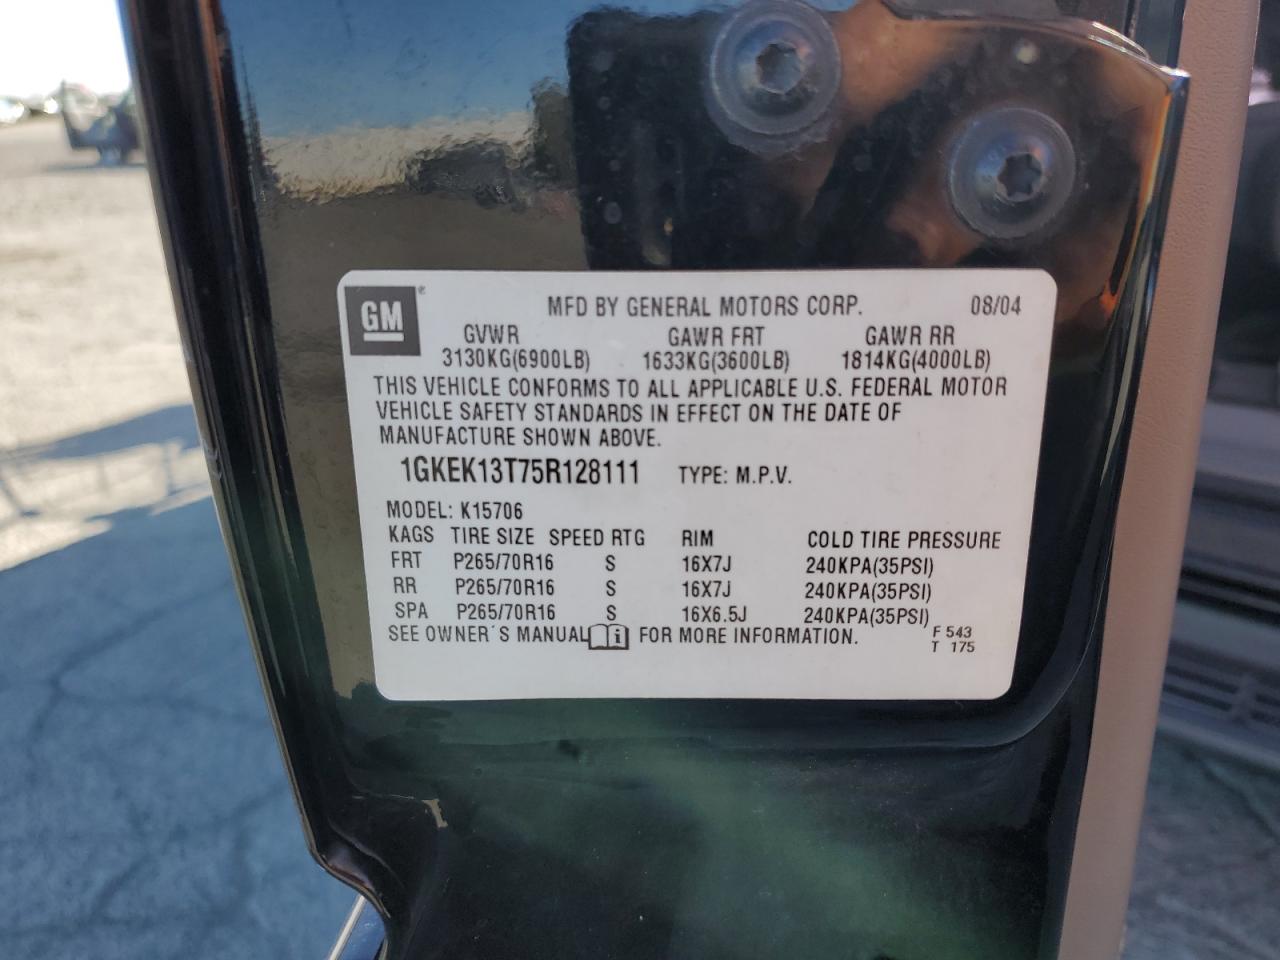 GM® MFD BY GENERAL MOTORS CORP. 08/04
GVWR GAWR FRT GAWR RR
3130KG(6900LB) 1633KG(3600LB) 1814KG(4000LB)
THIS VEHICLE CONFORMS TO ALL APPLICABLE U.S. FEDERAL MOTOR
VEHICLE SAFETY STANDARDS IN EFFECT ON THE DATE OF
MANUFACTURE SHOWN ABOVE.
1GKEK13T75R128111 TYPE: M.P.V.
MODEL: K15706
KAGS TIRE SIZE SPEED RTG RIM COLD TIRE PRESSURE
FRT P265/70R16 S 16X7J 240KPA(35PSI)
RR P265/70R16 S 16X7J 240KPA(35PSI)
SPA P265/70R16 S 16X6.5J 240KPA(35PSI)
SEE OWNER´S MANUAL i FOR MORE INFORMATION. F 543
T 175